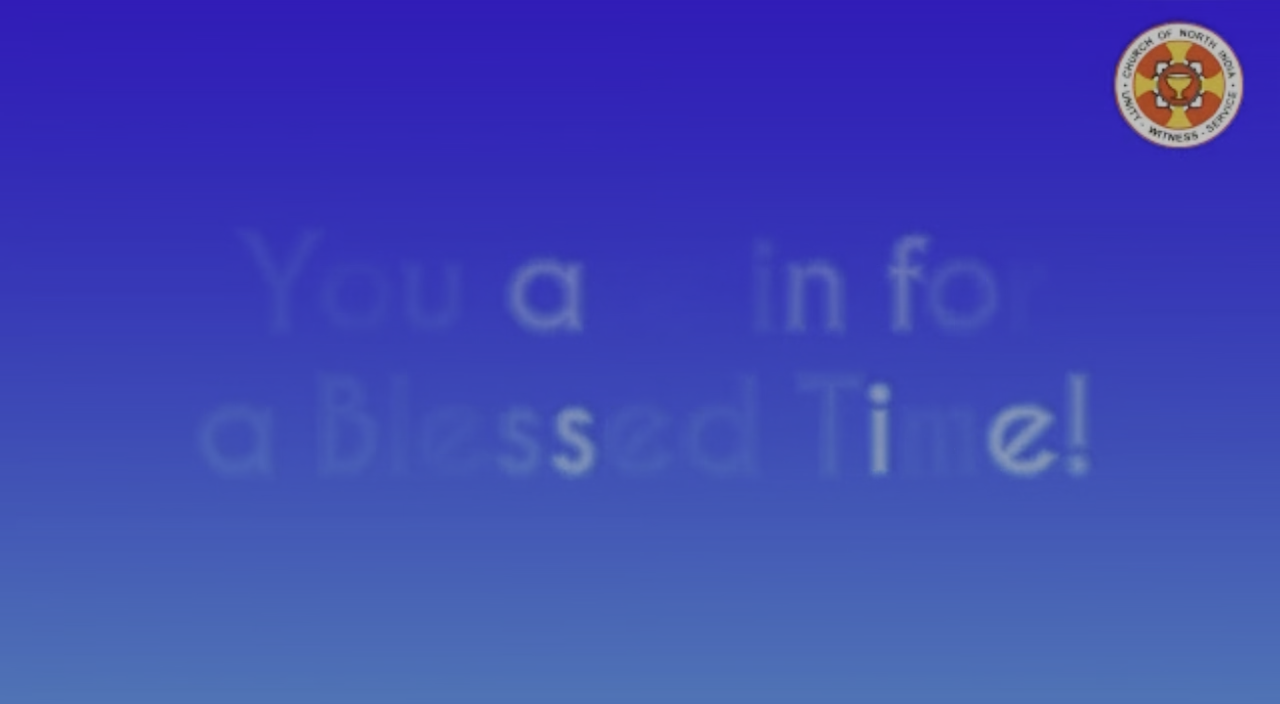 CHURCH OF NORTH INDIA
UNITY - WITNESS - SERVICE
You a in for
a Blessed Time!